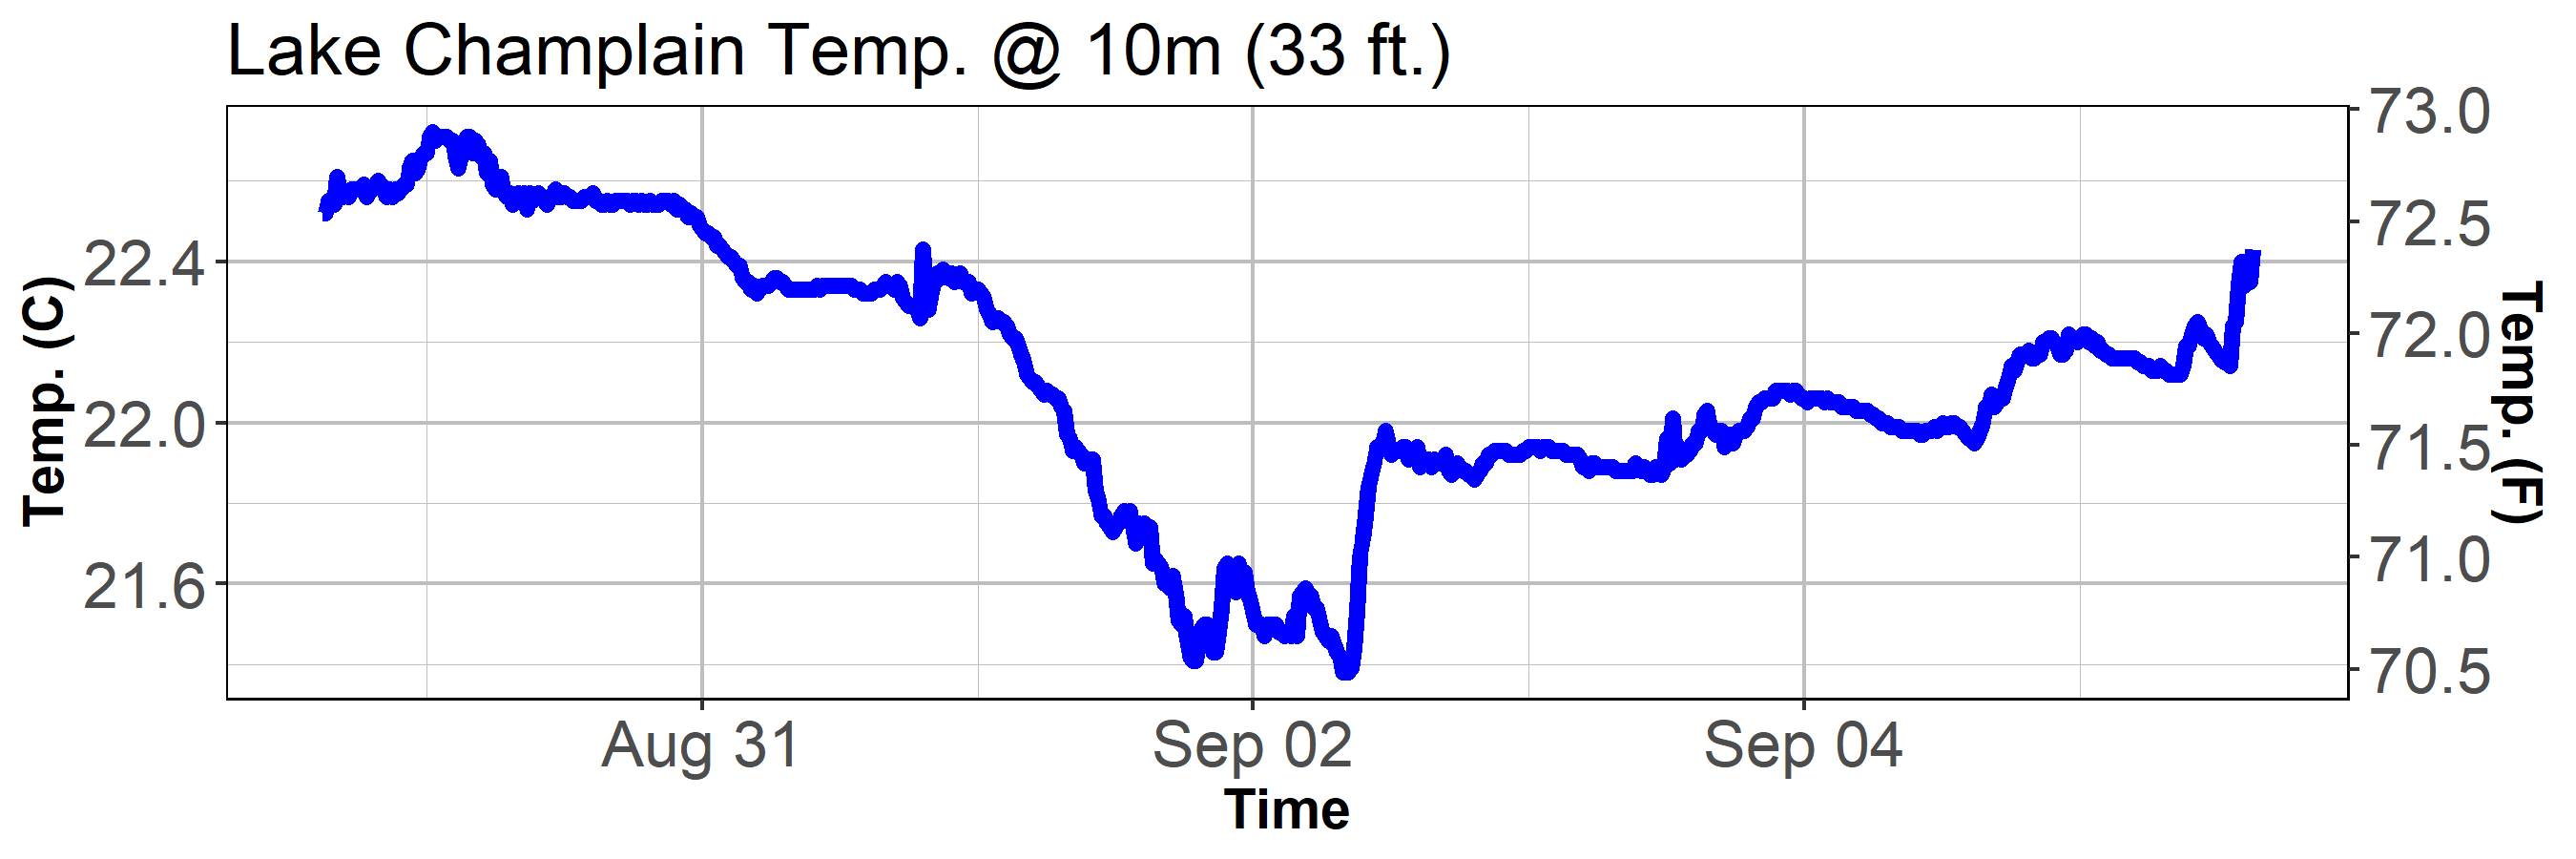 Lake Champlain Temp. @ 10m (33 ft.)
Temp. (C)
22.4
22.0
21.6
73.0
72.5
72.0
71.5
71.0
70.5
Temp. (F)
Aug 31
Sep 02
Sep 04
Time